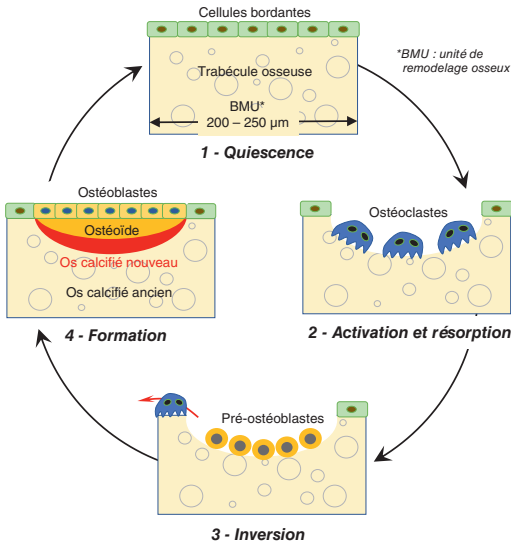 Cellules bordantes
Trabécule osseuse
BMU*
200 – 250 µm
1 - Quiescence
*BMU : unité de
remodelage osseux
Ostéoclastes
2 - Activation et résorption
Pré-ostéoblastes
3 - Inversion
Ostéoblastes
Ostéoïde
Os calcifié nouveau
Os calcifié ancien
4 - Formation